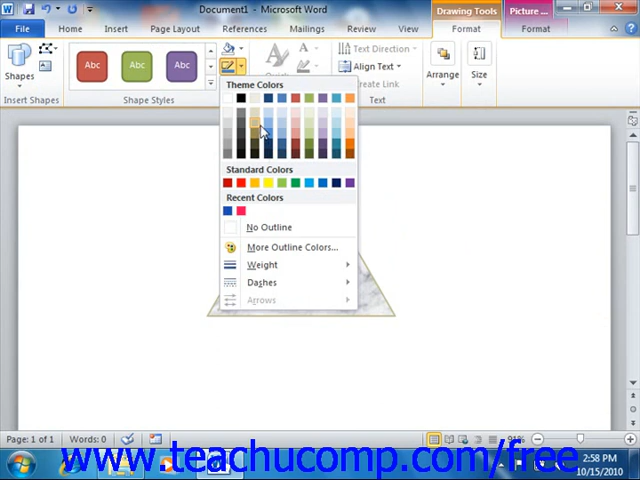 Document1 - Microsoft Word
Drawing Tools
Picture ...
File
Home
Insert
Page Layout
References
Mailings
Review
View
Format
Format
Shapes
Abc
Abc
Abc
Text Direction
Align Text
Create Link
Arrange
Size
Insert Shapes
Shape Styles
Text
Theme Colors
Standard Colors
Recent Colors
No Outline
More Outline Colors...
Weight
Dashes
Arrows
Page: 1 of 1
Words: 0
91%
www.teachucomp.com/free
2:58 PM
10/15/2010